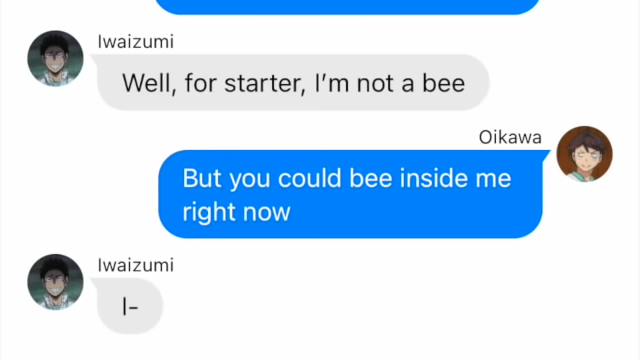 Iwaizumi
Well, for starter, I'm not a bee
Oikawa
But you could bee inside me
right now
Iwaizumi
I-